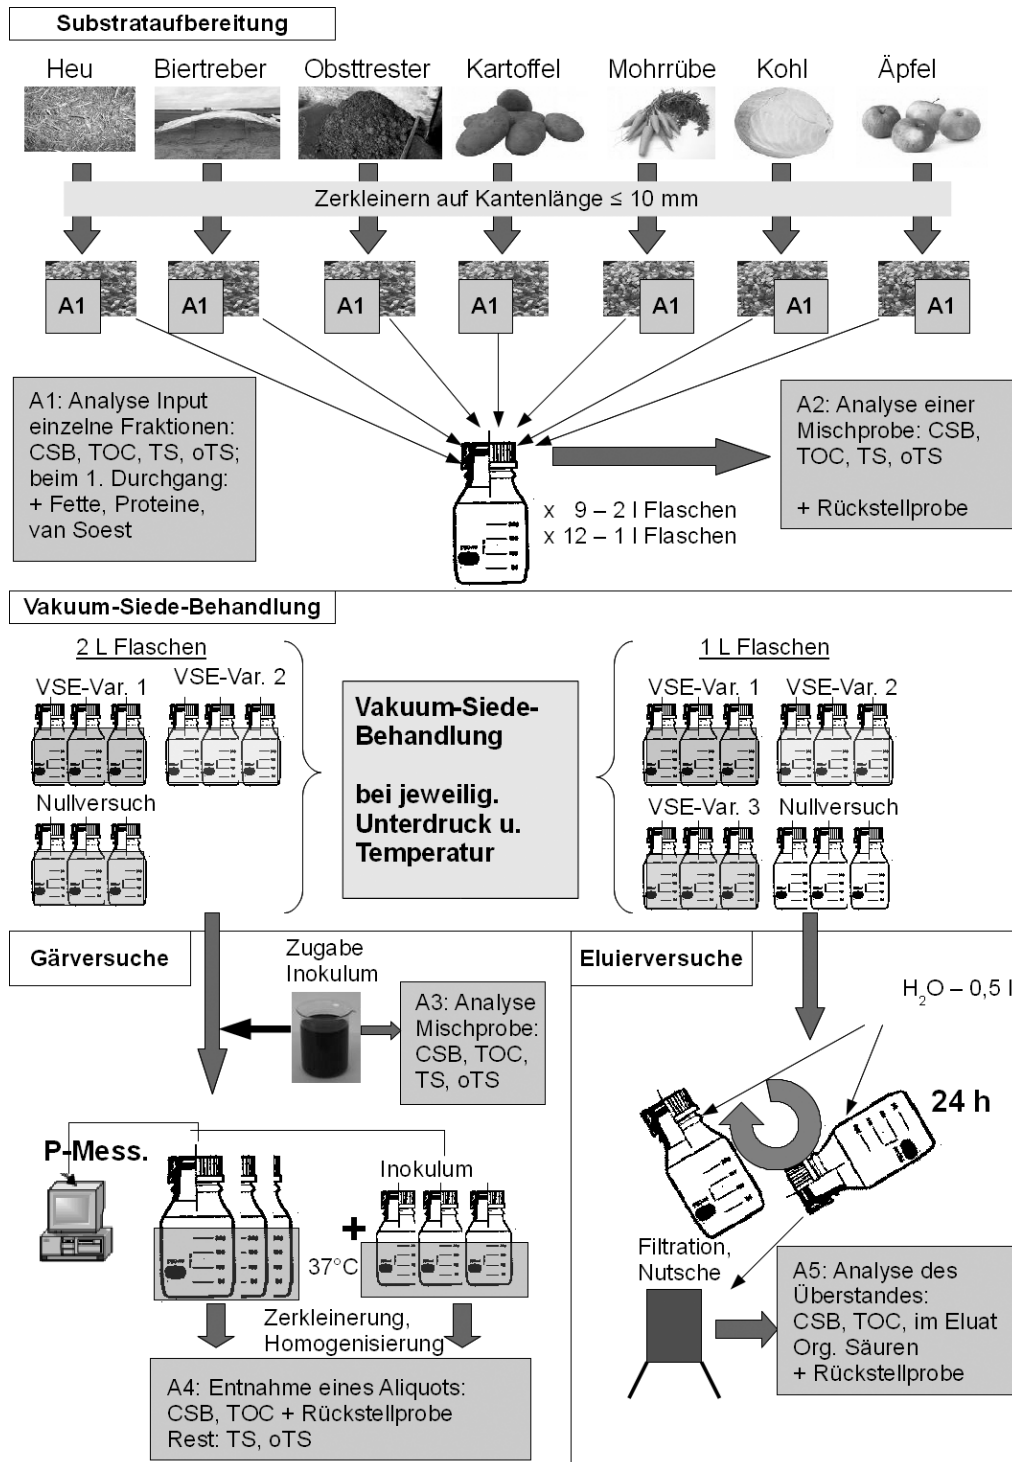 Substrataufbereitung
Heu Biertreber Obsttrester Kartoffel Mohrrübe Kohl Äpfel
Zerkleinern auf Kantenlänge ≤ 10 mm
A1 A1 A1 A1 A1 A1 A1
A1: Analyse Input
einzelne Fraktionen:
CSB, TOC, TS, oTS;
beim 1. Durchgang:
+ Fette, Proteine,
van Soest
A2: Analyse einer
Mischprobe: CSB,
TOC, TS, oTS
+ Rückstellprobe
x 9 – 2 l Flaschen
x 12 – 1 l Flaschen
Vakuum-Siede-Behandlung
2 L Flaschen
VSE-Var. 1 VSE-Var. 2
Nullversuch
Vakuum-Siede-
Behandlung
bei jeweilig.
Unterdruck u.
Temperatur
1 L Flaschen
VSE-Var. 1 VSE-Var. 2
VSE-Var. 3 Nullversuch
Gärversuche
Zugabe
Inokulum
A3: Analyse
Mischprobe:
CSB, TOC,
TS, oTS
P-Mess.
Inokulum
+
37°C
Zerkleinerung,
Homogenisierung
A4: Entnahme eines Aliquots:
CSB, TOC + Rückstellprobe
Rest: TS, oTS
Eluierversuche
H₂O – 0,5 l
24 h
Filtration,
Nutsche
A5: Analyse des
Überstandes:
CSB, TOC, im Eluat
Org. Säuren
+ Rückstellprobe